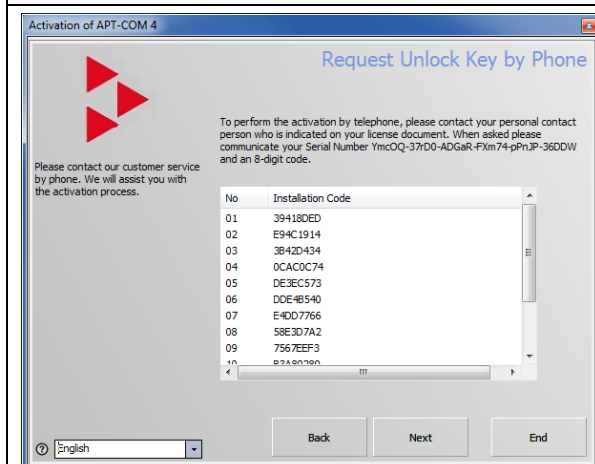 Activation of APT-COM 4
Request Unlock Key by Phone
To perform the activation by telephone, please contact your personal contact
person who is indicated on your license document. When asked please
communicate your Serial Number YmcOQ-37rD0-ADGaR-FXm74-pPnJP-36DDW
and an 8-digit code.
Please contact our customer service
by phone. We will assist you with
the activation process.
No Installation Code
01 39418DED
02 E94C1914
03 3B42D434
04 0CAC0C74
05 DE3EC573
06 DDE4B540
07 E4DD7766
08 58E3D7A2
09 7567EEF3
English
Back Next End